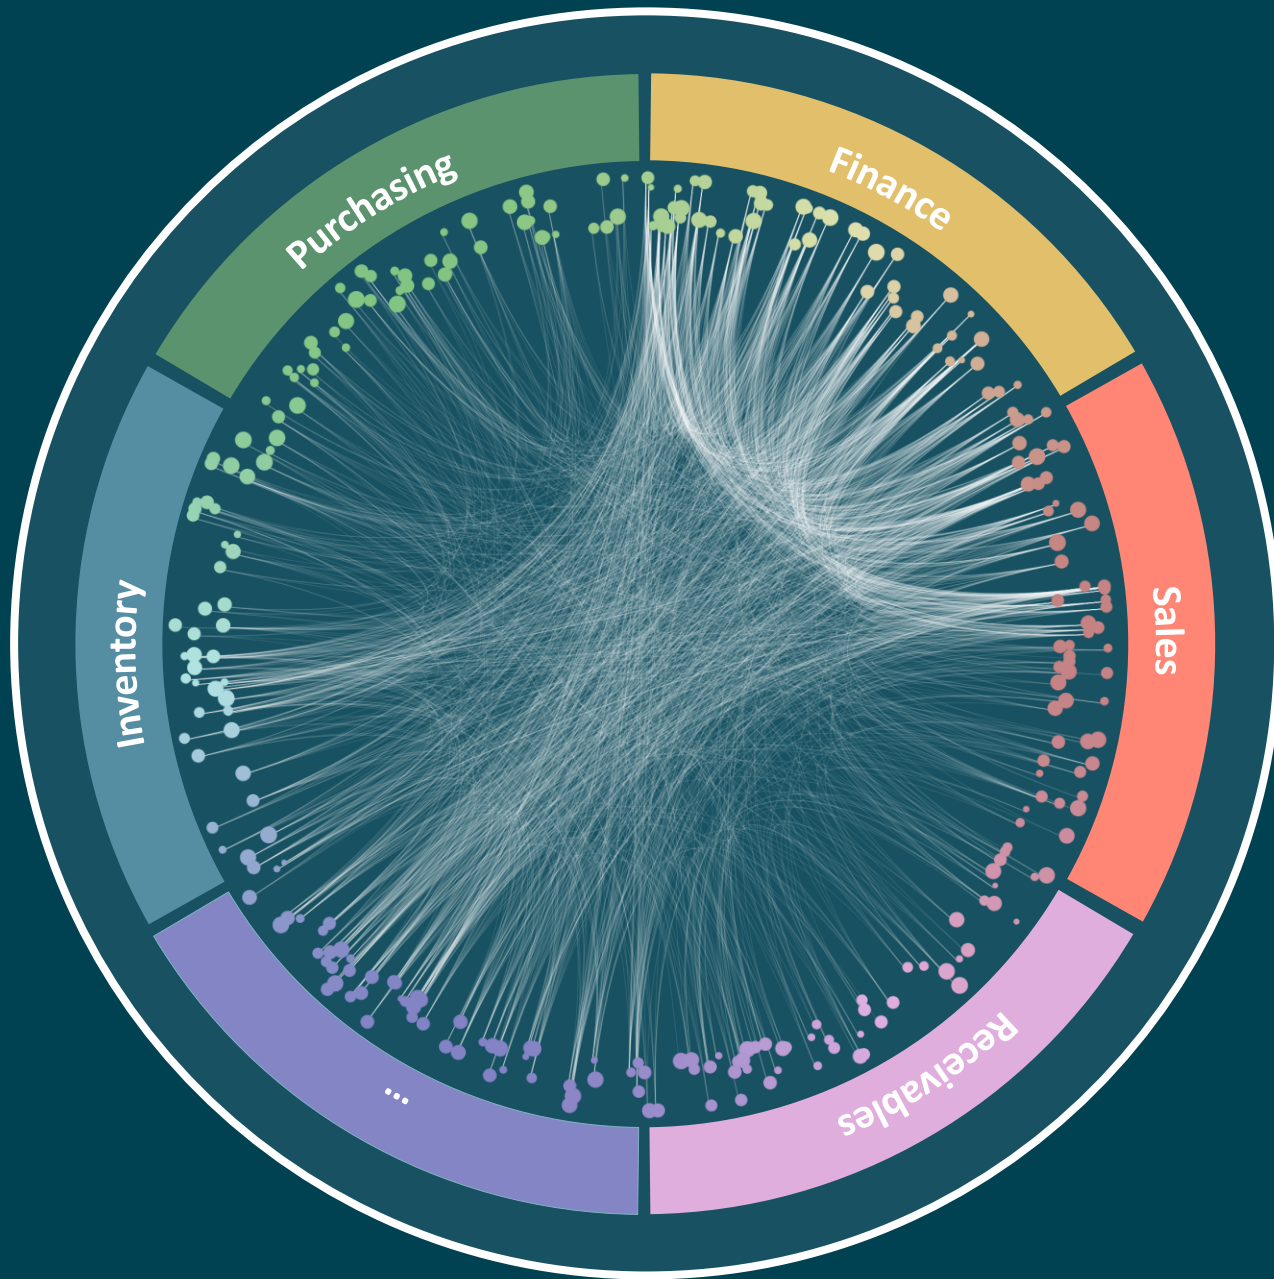 Finance
Sales
Receivables
...
Inventory
Purchasing